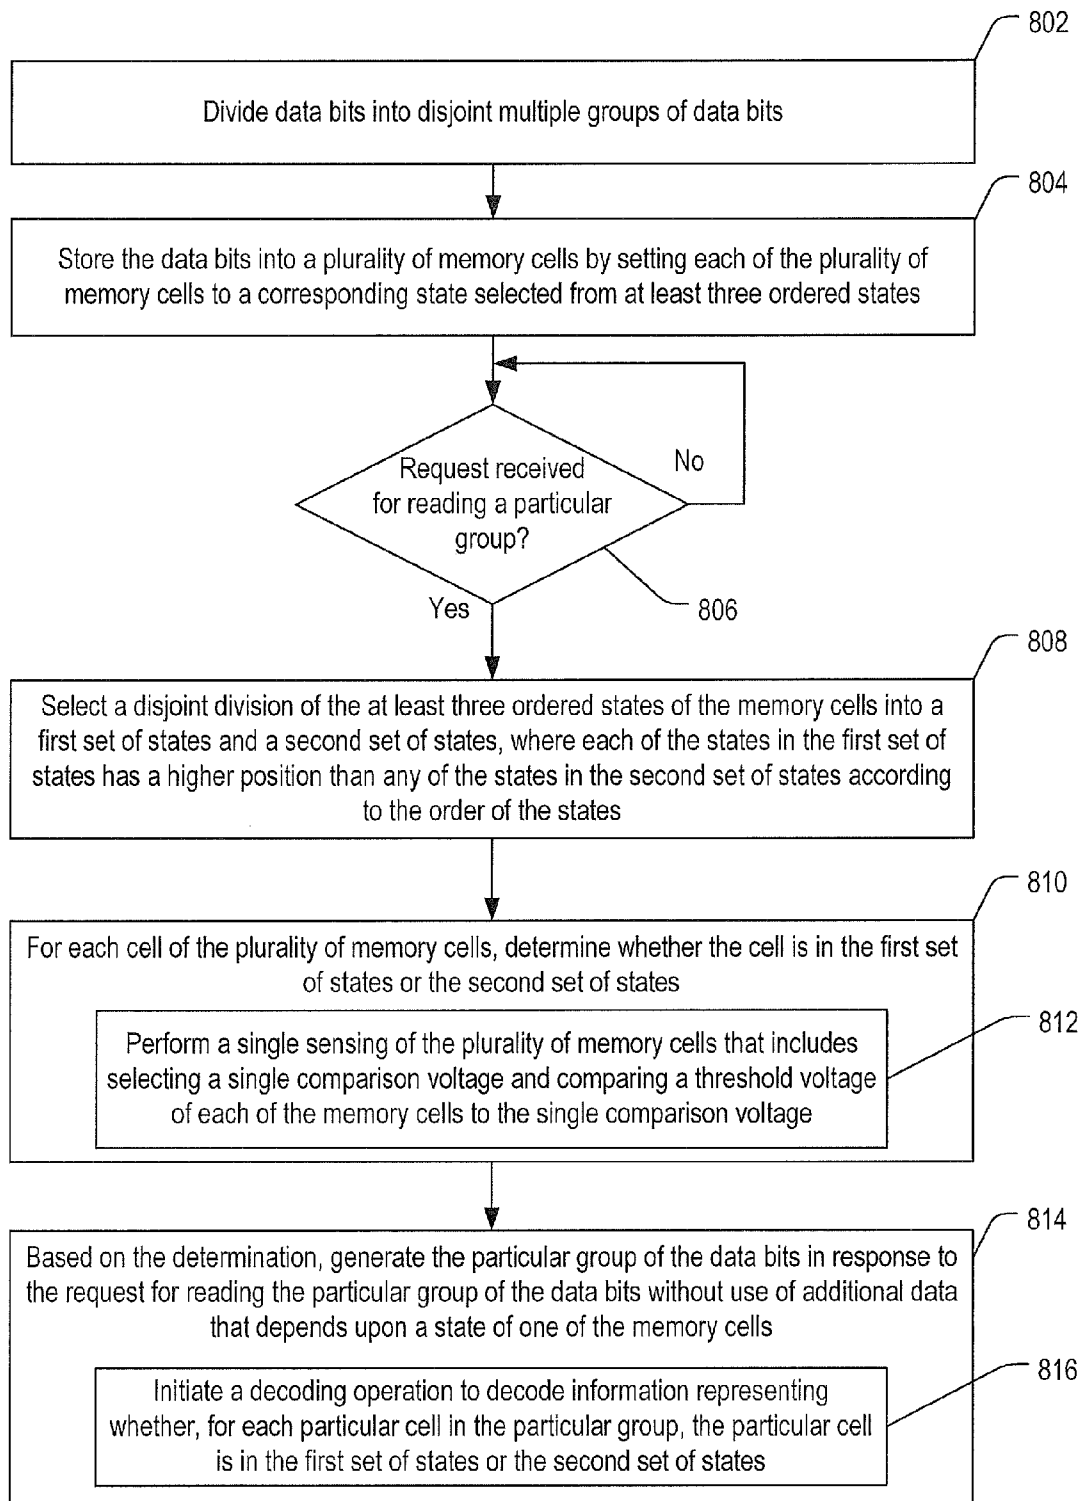 802
Divide data bits into disjoint multiple groups of data bits
804
Store the data bits into a plurality of memory cells by setting each of the plurality of
memory cells to a corresponding state selected from at least three ordered states
Request received
for reading a particular
group?
No
Yes
806
808
Select a disjoint division of the at least three ordered states of the memory cells into a
first set of states and a second set of states, where each of the states in the first set of
states has a higher position than any of the states in the second set of states according
to the order of the states
810
For each cell of the plurality of memory cells, determine whether the cell is in the first set
of states or the second set of states
812
Perform a single sensing of the plurality of memory cells that includes
selecting a single comparison voltage and comparing a threshold voltage
of each of the memory cells to the single comparison voltage
814
Based on the determination, generate the particular group of the data bits in response to
the request for reading the particular group of the data bits without use of additional data
that depends upon a state of one of the memory cells
816
Initiate a decoding operation to decode information representing
whether, for each particular cell in the particular group, the particular cell
is in the first set of states or the second set of states